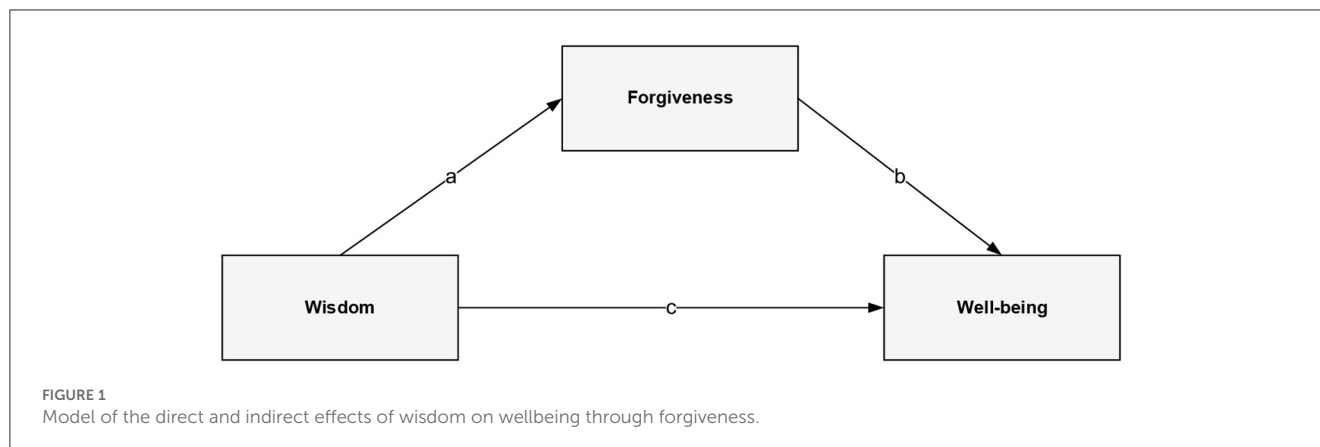 Forgiveness
a
b
Wisdom
c
Well-being
FIGURE 1
Model of the direct and indirect effects of wisdom on wellbeing through forgiveness.